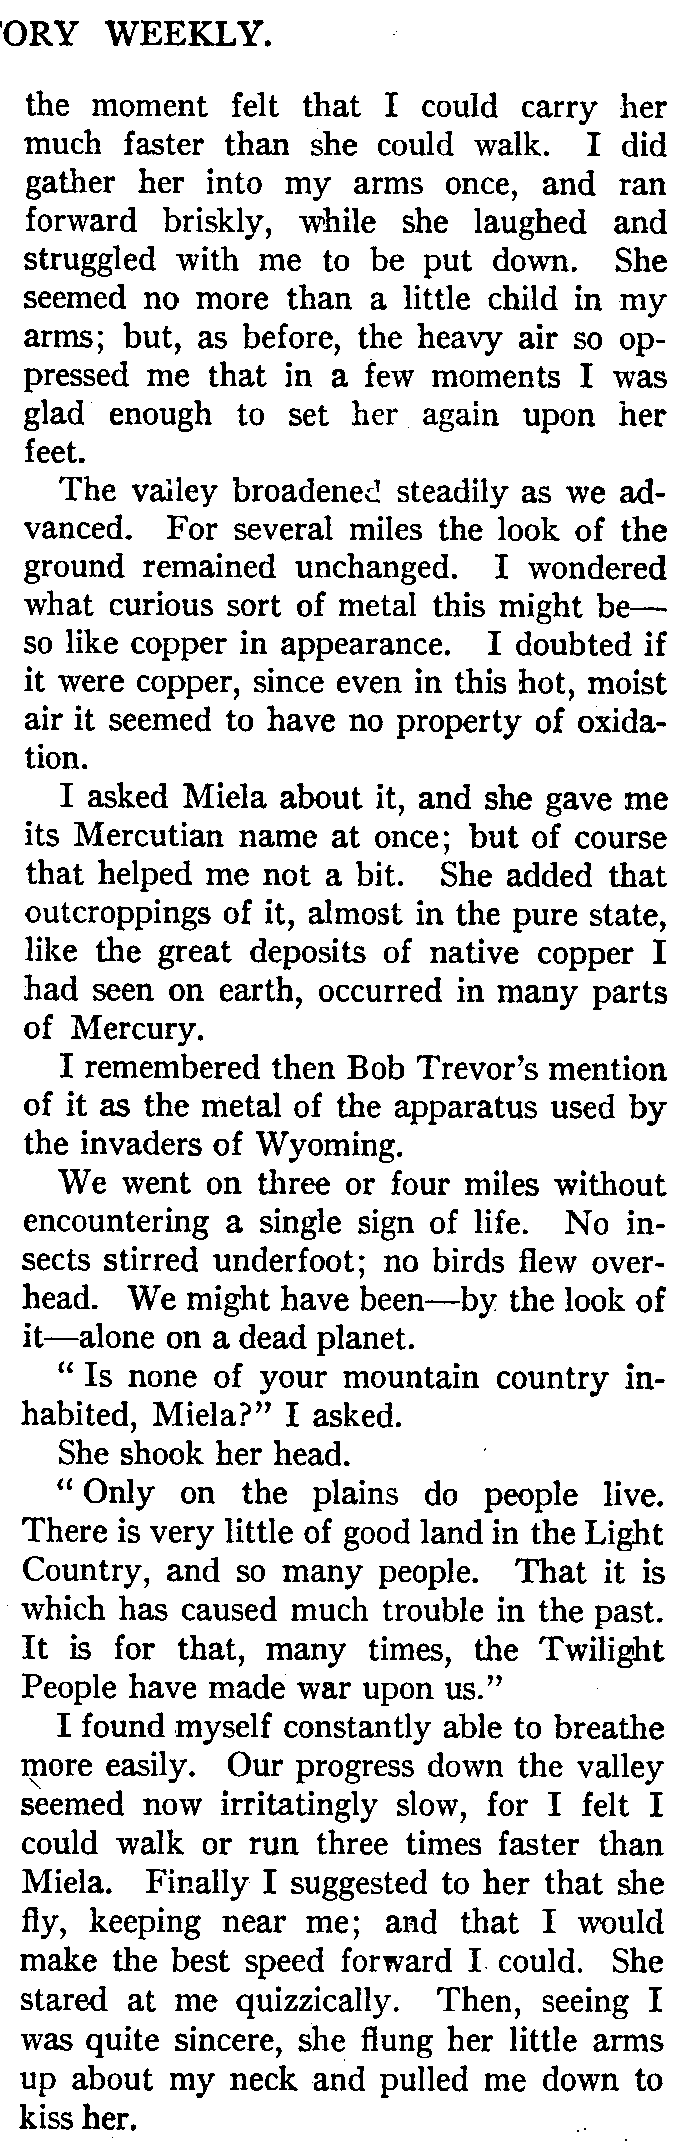 ORY WEEKLY.
the moment felt that I could carry her
much faster than she could walk. I did
gather her into my arms once, and ran
forward briskly, while she laughed and
struggled with me to be put down. She
seemed no more than a little child in my
arms; but, as before, the heavy air so op-
pressed me that in a few moments I was
glad enough to set her again upon her
feet.
The valley broadened steadily as we ad-
vanced. For several miles the look of the
ground remained unchanged. I wondered
what curious sort of metal this might be—
so like copper in appearance. I doubted if
it were copper, since even in this hot, moist
air it seemed to have no property of oxida-
tion.
I asked Miela about it, and she gave me
its Mercutian name at once; but of course
that helped me not a bit. She added that
outcroppings of it, almost in the pure state,
like the great deposits of native copper I
had seen on earth, occurred in many parts
of Mercury.
I remembered then Bob Trevor's mention
of it as the metal of the apparatus used by
the invaders of Wyoming.
We went on three or four miles without
encountering a single sign of life. No in-
sects stirred underfoot; no birds flew over-
head. We might have been—by the look of
it—alone on a dead planet.
"Is none of your mountain country in-
habited, Miela?" I asked.
She shook her head.
"Only on the plains do people live.
There is very little of good land in the Light
Country, and so many people. That it is
which has caused much trouble in the past.
It is for that, many times, the Twilight
People have made war upon us."
I found myself constantly able to breathe
more easily. Our progress down the valley
seemed now irritatingly slow, for I felt I
could walk or run three times faster than
Miela. Finally I suggested to her that she
fly, keeping near me; and that I would
make the best speed forward I could. She
stared at me quizzically. Then, seeing I
was quite sincere, she flung her little arms
up about my neck and pulled me down to
kiss her.